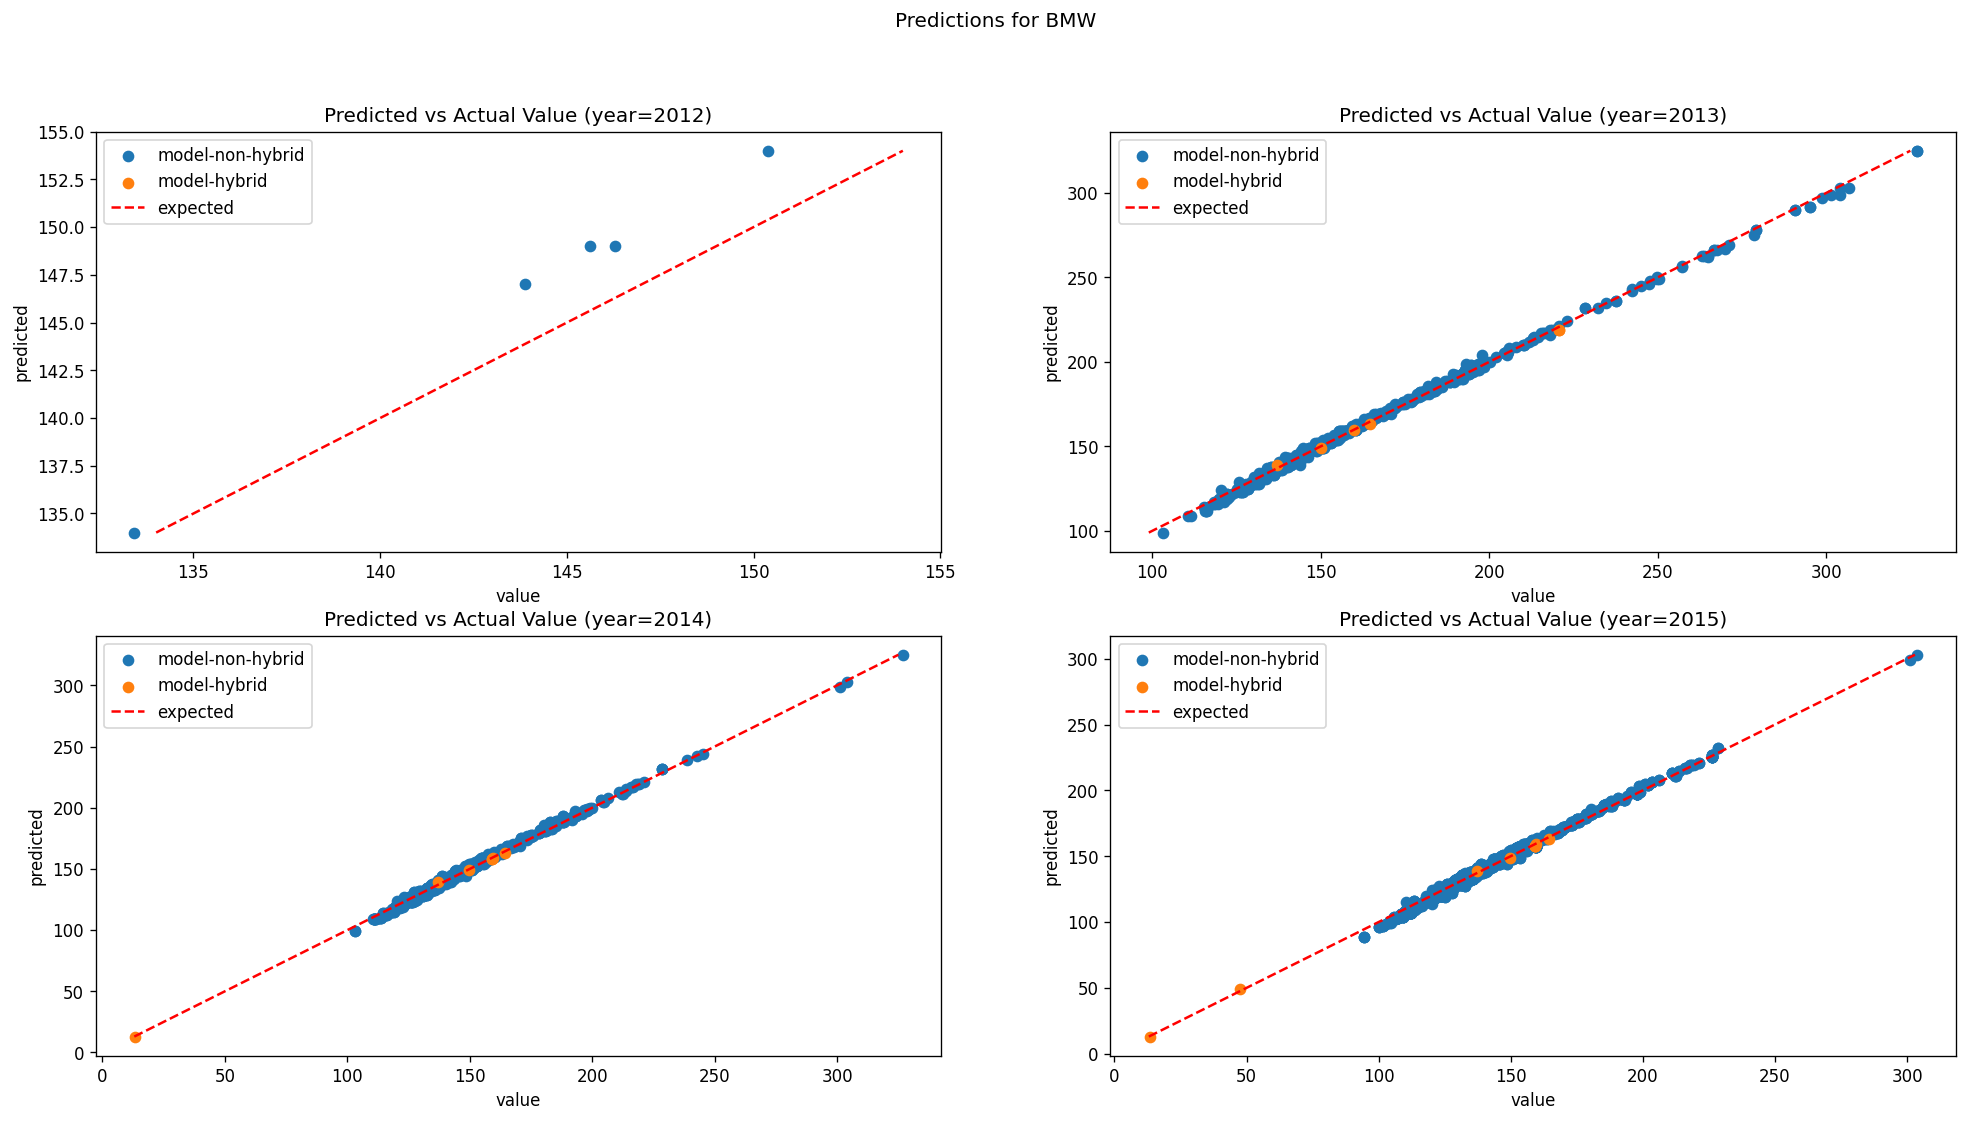 Predictions for BMW
Predicted vs Actual Value (year=2012)
model-non-hybrid
model-hybrid
expected
155.0
152.5
150.0
147.5
145.0
142.5
140.0
137.5
135.0
predicted
135 140 145 150 155
value
Predicted vs Actual Value (year=2013)
model-non-hybrid
model-hybrid
expected
300
250
200
150
100
predicted
100 150 200 250 300
value
Predicted vs Actual Value (year=2014)
model-non-hybrid
model-hybrid
expected
300
250
200
150
100
50
0
predicted
0 50 100 150 200 250 300
value
Predicted vs Actual Value (year=2015)
model-non-hybrid
model-hybrid
expected
300
250
200
150
100
50
0
predicted
0 50 100 150 200 250 300
value